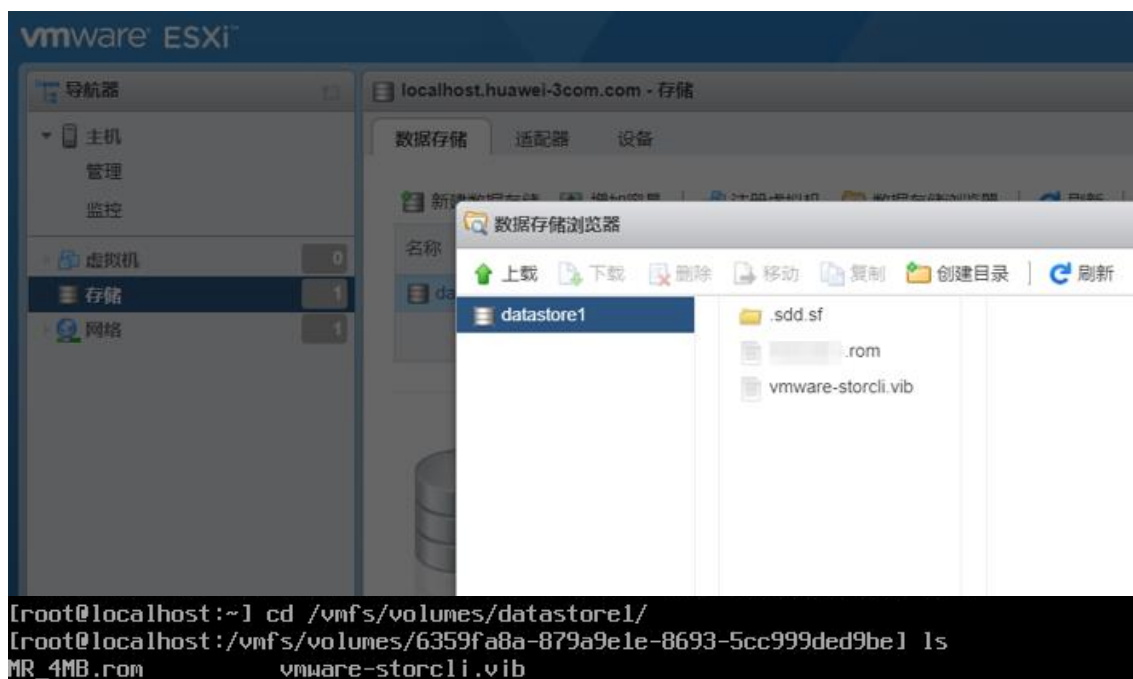 vmware ESXi™
导航器
localhost.huawei-3com.com - 存储
主机
管理
监控
虚拟机 0
存储 1
网络 1
数据存储 适配器 设备
名称
数据存储浏览器
上载 下载 删除 移动 复制 创建目录 刷新
datastore1
.sdd.sf
.rom
vmware-storcli.vib
[root@localhost:~] cd /vmfs/volumes/datastore1/
[root@localhost:/vmfs/volumes/6359fa8a-879a9e1e-8693-5cc999ded9be] ls
MR_4MB.rom vmware-storcli.vib